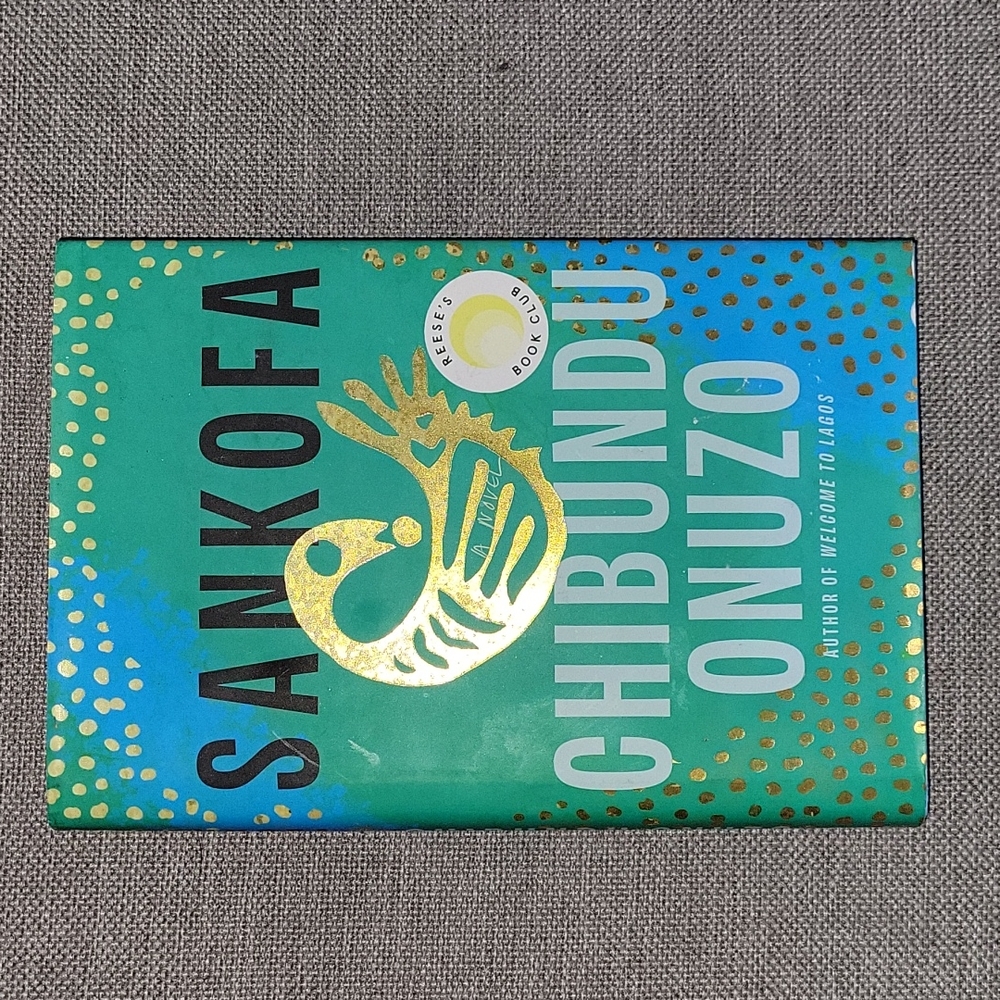 SANKOFA
REESE'S
BOOK CLUB
A NOVEL
CHIBUNDU
ONUZO
AUTHOR OF WELCOME TO LAGOS